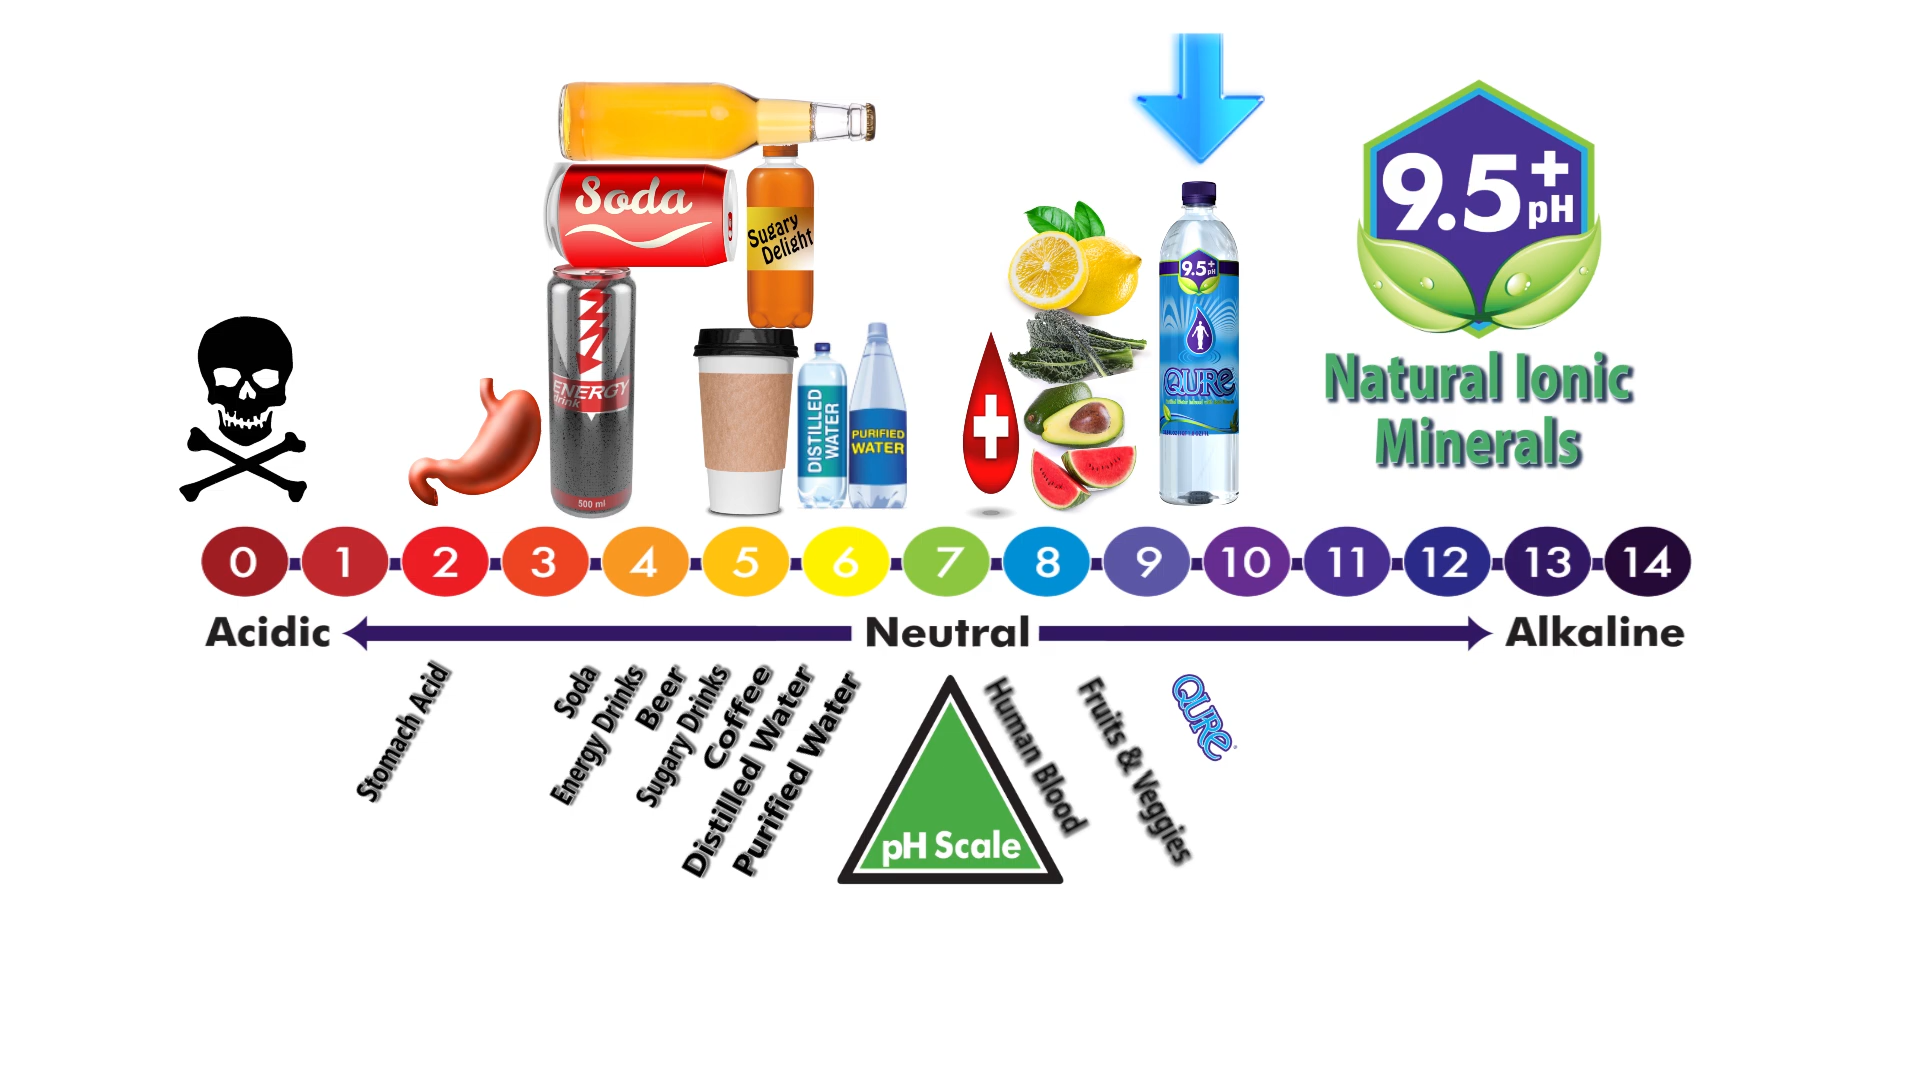 Soda
Sugary
Delight
ENERGY
drink
500 ml
DISTILLED
WATER
PURIFIED
WATER
9.5+
pH
QURE
9.5+
pH
Natural Ionic
Minerals
0 1 2 3 4 5 6 7 8 9 10 11 12 13 14
Acidic Neutral Alkaline
Stomach Acid
Soda
Energy Drinks
Beer
Sugary Drinks
Coffee
Distilled Water
Purified Water
pH Scale
Human Blood
Fruits & Veggies
QURE